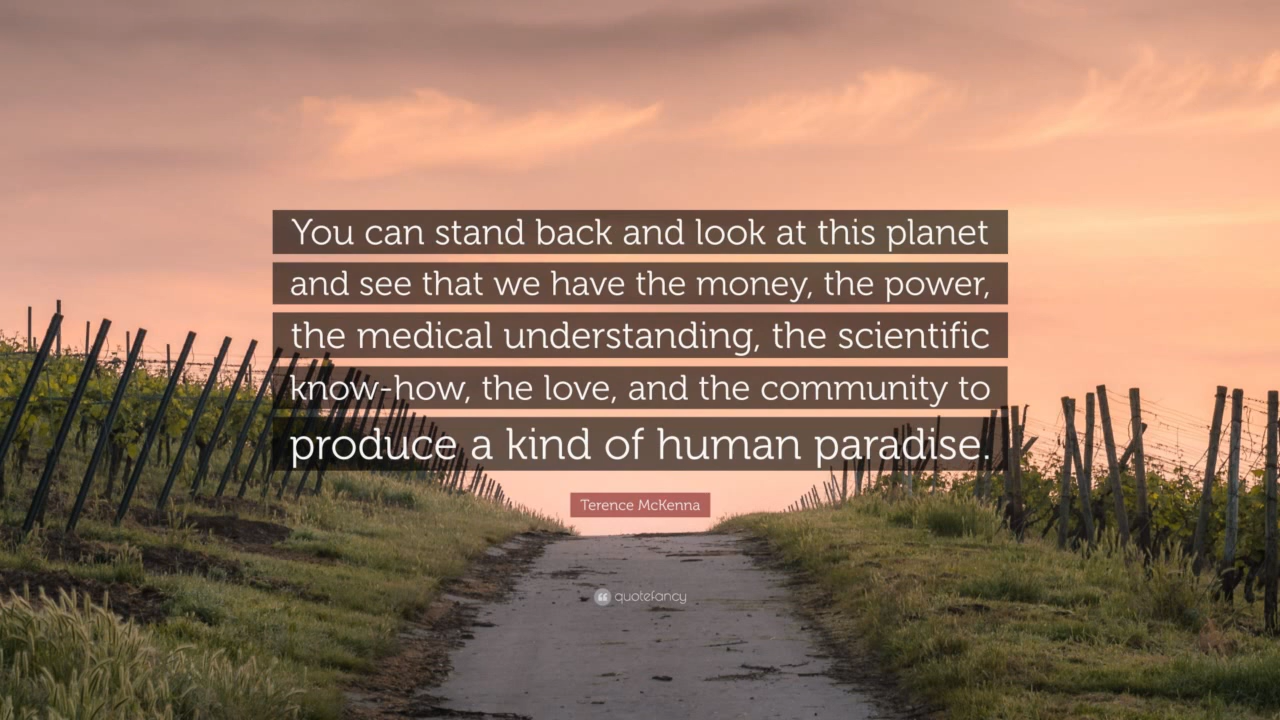 You can stand back and look at this planet
and see that we have the money, the power,
the medical understanding, the scientific
know-how, the love, and the community to
produce a kind of human paradise.
Terence McKenna
quotefancy